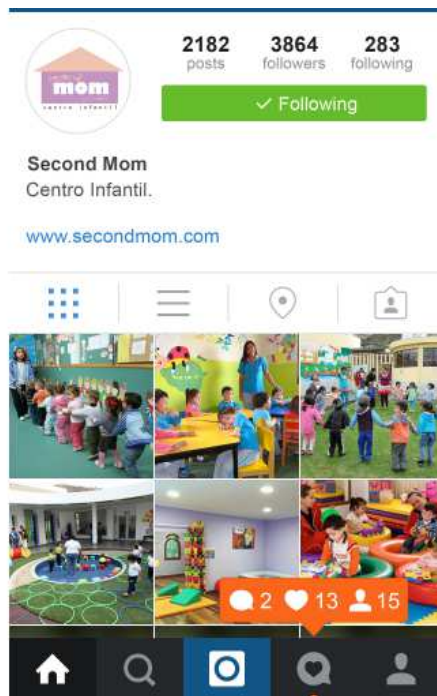 2182 3864 283
posts followers following
mom
centro infantil
✓ Following
Second Mom
Centro Infantil.
www.secondmom.com
2 13 15